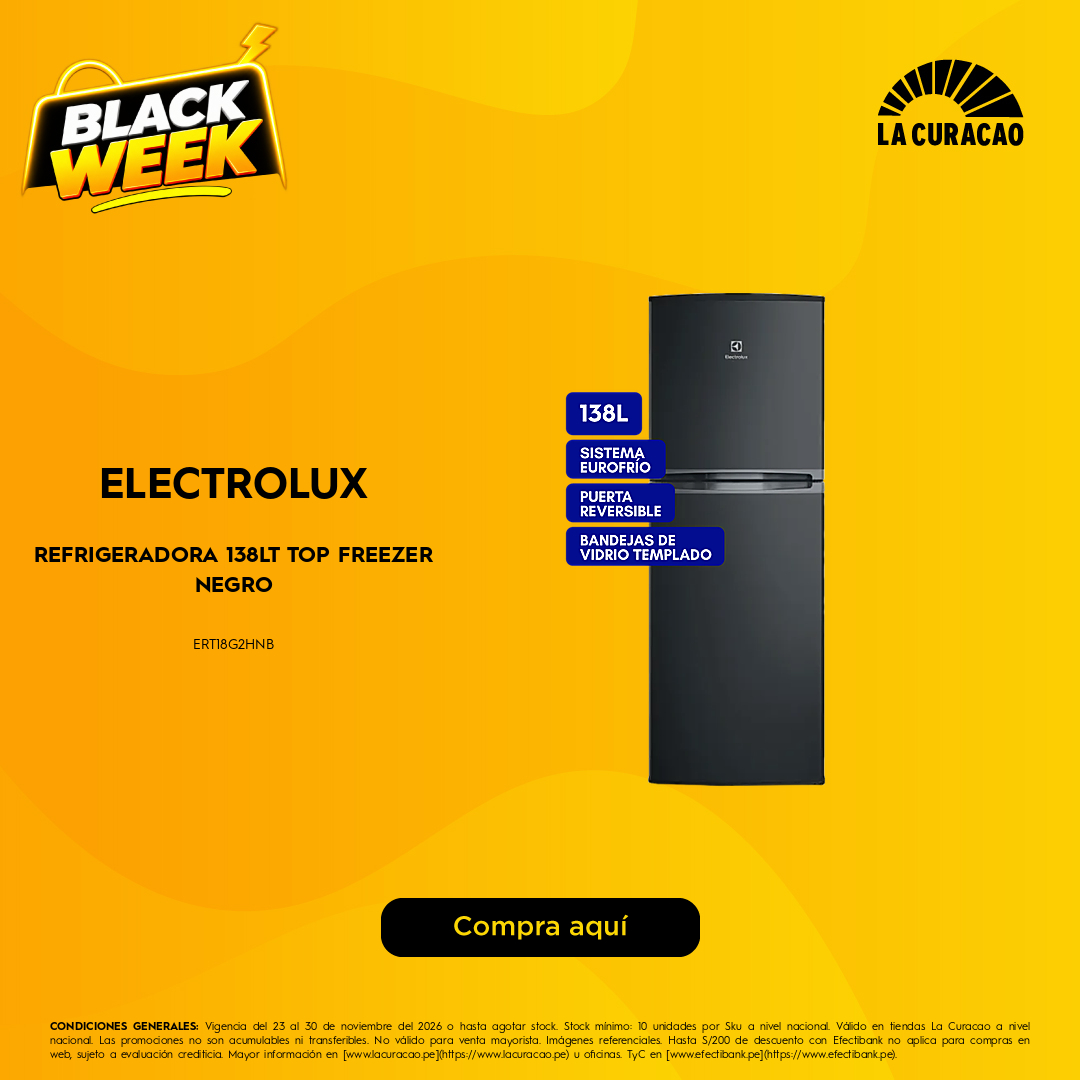 BLACK
WEEK
LA CURACAO
Electrolux
138L
SISTEMA
EUROFRÍO
PUERTA
REVERSIBLE
BANDEJAS DE
VIDRIO TEMPLADO
ELECTROLUX
REFRIGERADORA 138LT TOP FREEZER
NEGRO
ERT18G2HNB
Compra aquí
CONDICIONES GENERALES: Vigencia del 23 al 30 de noviembre del 2026 o hasta agotar stock. Stock mínimo: 10 unidades por Sku a nivel nacional. Válido en tiendas La Curacao a nivel
nacional. Las promociones no son acumulables ni transferibles. No válido para venta mayorista. Imágenes referenciales. Hasta S/200 de descuento con Efectibank no aplica para compras en
web, sujeto a evaluación crediticia. Mayor información en [www.lacuracao.pe](https://www.lacuracao.pe) u oficinas. TyC en [www.efectibank.pe](https://www.efectibank.pe).